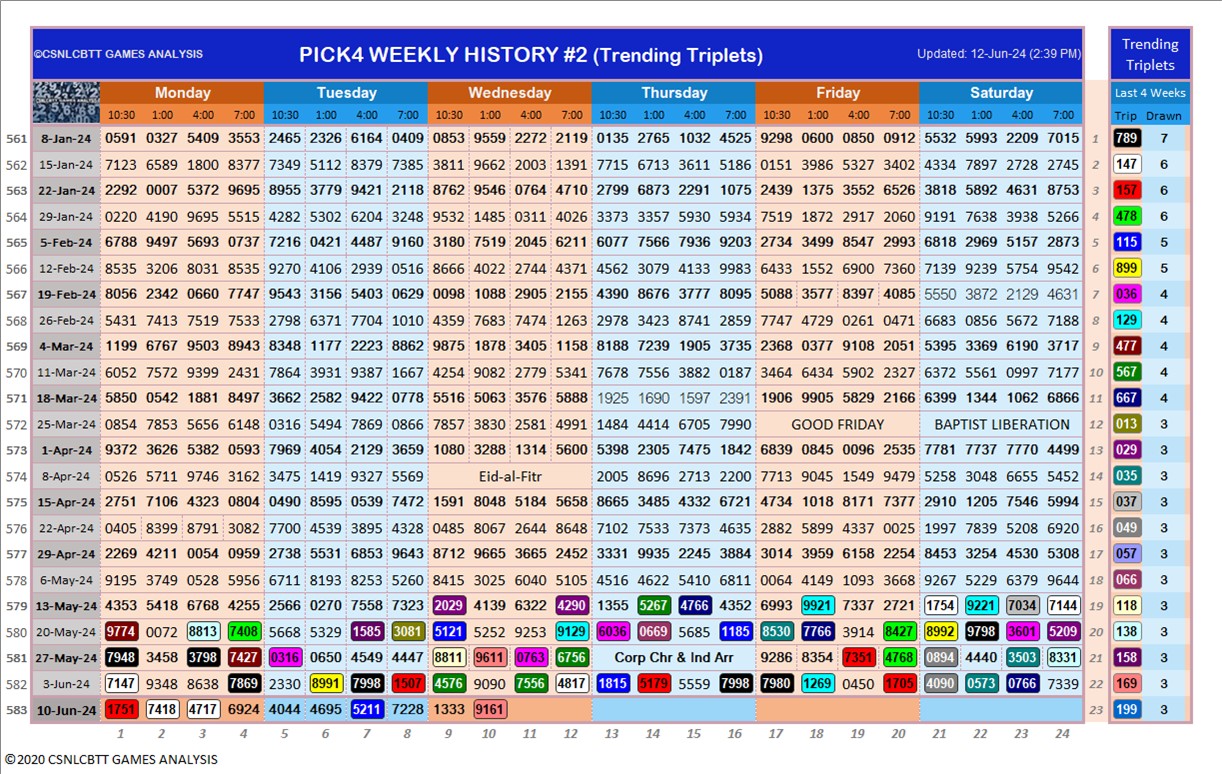 ©CSNLCBTT GAMES ANALYSIS PICK4 WEEKLY HISTORY #2 (Trending Triplets) Updated: 12-Jun-24 (2:39 PM)
Trending
Triplets
Monday Tuesday Wednesday Thursday Friday Saturday Last 4 Weeks
10:30 1:00 4:00 7:00 10:30 1:00 4:00 7:00 10:30 1:00 4:00 7:00 10:30 1:00 4:00 7:00 10:30 1:00 4:00 7:00 10:30 1:00 4:00 7:00 Trip Drawn
561 8-Jan-24 0591 0327 5409 3553 2465 2326 6164 0409 0853 9559 2272 2119 0135 2765 1032 4525 9298 0600 0850 0912 5532 5993 2209 7015 1 789 7
562 15-Jan-24 7123 6589 1800 8377 7349 5112 8379 7385 3911 9662 2003 1391 7715 6713 3611 5186 0151 3986 5327 3402 4334 7897 2728 2745 2 147 6
563 22-Jan-24 2292 0007 5372 9695 8955 3779 9421 2118 8762 9546 0764 4710 2799 6873 2291 1075 2439 1375 3552 6526 3818 5892 4631 8753 3 157 6
564 29-Jan-24 0220 4190 9695 5515 4282 5302 6204 3248 9532 1485 0311 4026 3373 3357 5930 5934 7519 1872 2917 2060 9191 7638 3938 5266 4 478 6
565 5-Feb-24 6788 9497 5693 0737 7216 0421 4487 9160 3180 7519 2045 6211 6077 7566 7936 9203 2734 3499 8547 2993 6818 2969 5157 2873 5 115 5
566 12-Feb-24 8535 3206 8031 8535 9270 4106 2939 0516 8666 4022 2744 4371 4562 3079 4133 9983 6433 1552 6900 7360 7139 9239 5754 9542 6 899 5
567 19-Feb-24 8056 2342 0660 7747 9543 3156 5403 0629 9098 1088 2905 2155 4390 8676 3777 8095 5088 3577 8397 4085 5550 3872 2129 4631 7 036 4
568 26-Feb-24 5431 7413 7519 7533 2798 6371 7704 1010 4359 7683 7474 1263 2978 3423 8741 2859 7747 4729 0261 0471 6683 0856 5672 7188 8 129 4
569 4-Mar-24 1199 6767 9503 8943 8348 1177 2223 8862 9875 1878 3405 1158 8188 7239 1905 3735 2368 0377 9108 2051 5395 3369 6190 3717 9 477 4
570 11-Mar-24 6052 7572 9399 2431 7864 3931 9387 1667 4254 9082 2779 5341 7678 7556 3882 0187 3464 6434 5902 2327 6372 5561 0997 7177 10 567 4
571 18-Mar-24 5850 0542 1881 8497 3662 2582 9422 0778 5516 5063 3576 5888 1925 1690 1597 2391 1906 9905 5829 2166 6399 1344 1062 6866 11 667 4
572 25-Mar-24 0854 7853 5656 6148 0316 5494 7869 0866 7857 3830 2581 4991 1484 4414 6705 7990 GOOD FRIDAY BAPTIST LIBERATION 12 013 3
573 1-Apr-24 9372 3626 5382 0593 7969 4054 2129 3659 1080 3288 1314 5600 5398 2305 7475 1842 6839 0845 0096 2535 7781 7737 7770 4499 13 029 3
574 8-Apr-24 0526 5711 9746 3162 3475 1419 9327 5569 Eid-al-Fitr 2005 8696 2713 2200 7713 9045 1549 9479 5258 3048 6655 5452 14 035 3
575 15-Apr-24 2751 7106 4323 0804 0490 8595 0539 7472 1591 8048 5184 5658 8665 3485 4332 6721 4734 1018 8171 7377 2910 1205 7546 5994 15 037 3
576 22-Apr-24 0405 8399 8791 3082 7700 4539 3895 4328 0485 8067 2644 8648 7102 7533 7373 4635 2882 5899 4337 0025 1997 7839 5208 6920 16 049 3
577 29-Apr-24 2269 4211 0054 0959 2738 5531 6853 9643 8712 9665 3665 2452 3331 9935 2245 3884 3014 3959 6158 2254 8453 3254 4530 5308 17 057 3
578 6-May-24 9195 3749 0528 5956 6711 8193 8253 5260 8415 3025 6040 5105 4516 4622 5410 6811 0064 4149 1093 3668 9267 5229 6379 9644 18 066 3
579 13-May-24 4353 5418 6768 4255 2566 0270 7558 7323 2029 4139 6322 4290 1355 5267 4766 4352 6993 9921 7337 2721 1754 9221 7034 7144 19 118 3
580 20-May-24 9774 0072 8813 7408 5668 5329 1585 3081 5121 5252 9253 9129 6036 0669 5685 1185 8530 7766 3914 8427 8992 9798 3601 5209 20 138 3
581 27-May-24 7948 3458 3798 7427 0316 0650 4549 4447 8811 9611 0763 6756 Corp Chr & Ind Arr 9286 8354 7351 4768 0894 4440 3503 8331 21 158 3
582 3-Jun-24 7147 9348 8638 7869 2330 8991 7998 1507 4576 9090 7556 4817 1815 5179 5559 7998 7980 1269 0450 1705 4090 0573 0766 7339 22 169 3
583 10-Jun-24 1751 7418 4717 6924 4044 4695 5211 7228 1333 9161 23 199 3
1 2 3 4 5 6 7 8 9 10 11 12 13 14 15 16 17 18 19 20 21 22 23 24
©2020 CSNLCBTT GAMES ANALYSIS